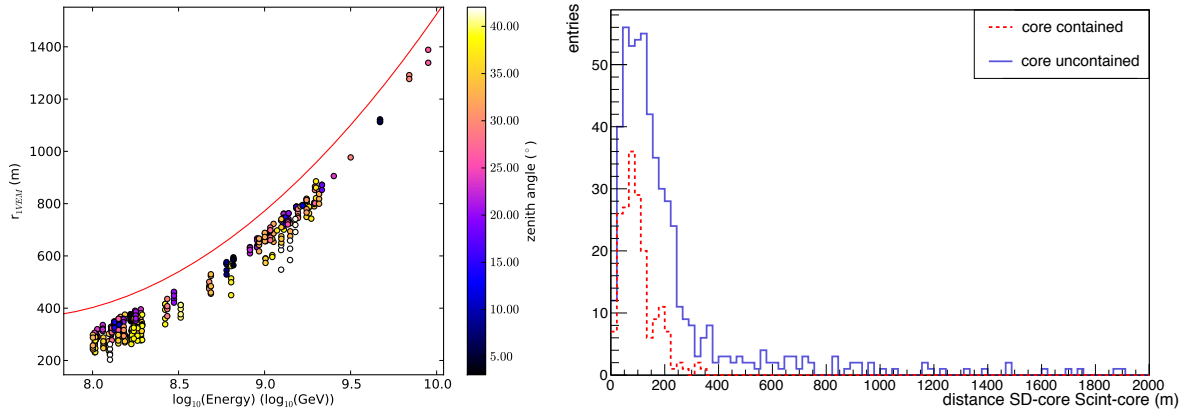 1400
1200
1000
800
600
400
200
r1VEM (m)
8.0 8.5 9.0 9.5 10.0
log10(Energy) (log10(GeV))
40.00
35.00
30.00
25.00
20.00
15.00
10.00
5.00
zenith angle (°)
entries
50
40
30
20
10
0
core contained
core uncontained
0 200 400 600 800 1000 1200 1400 1600 1800 2000
distance SD-core Scint-core (m)